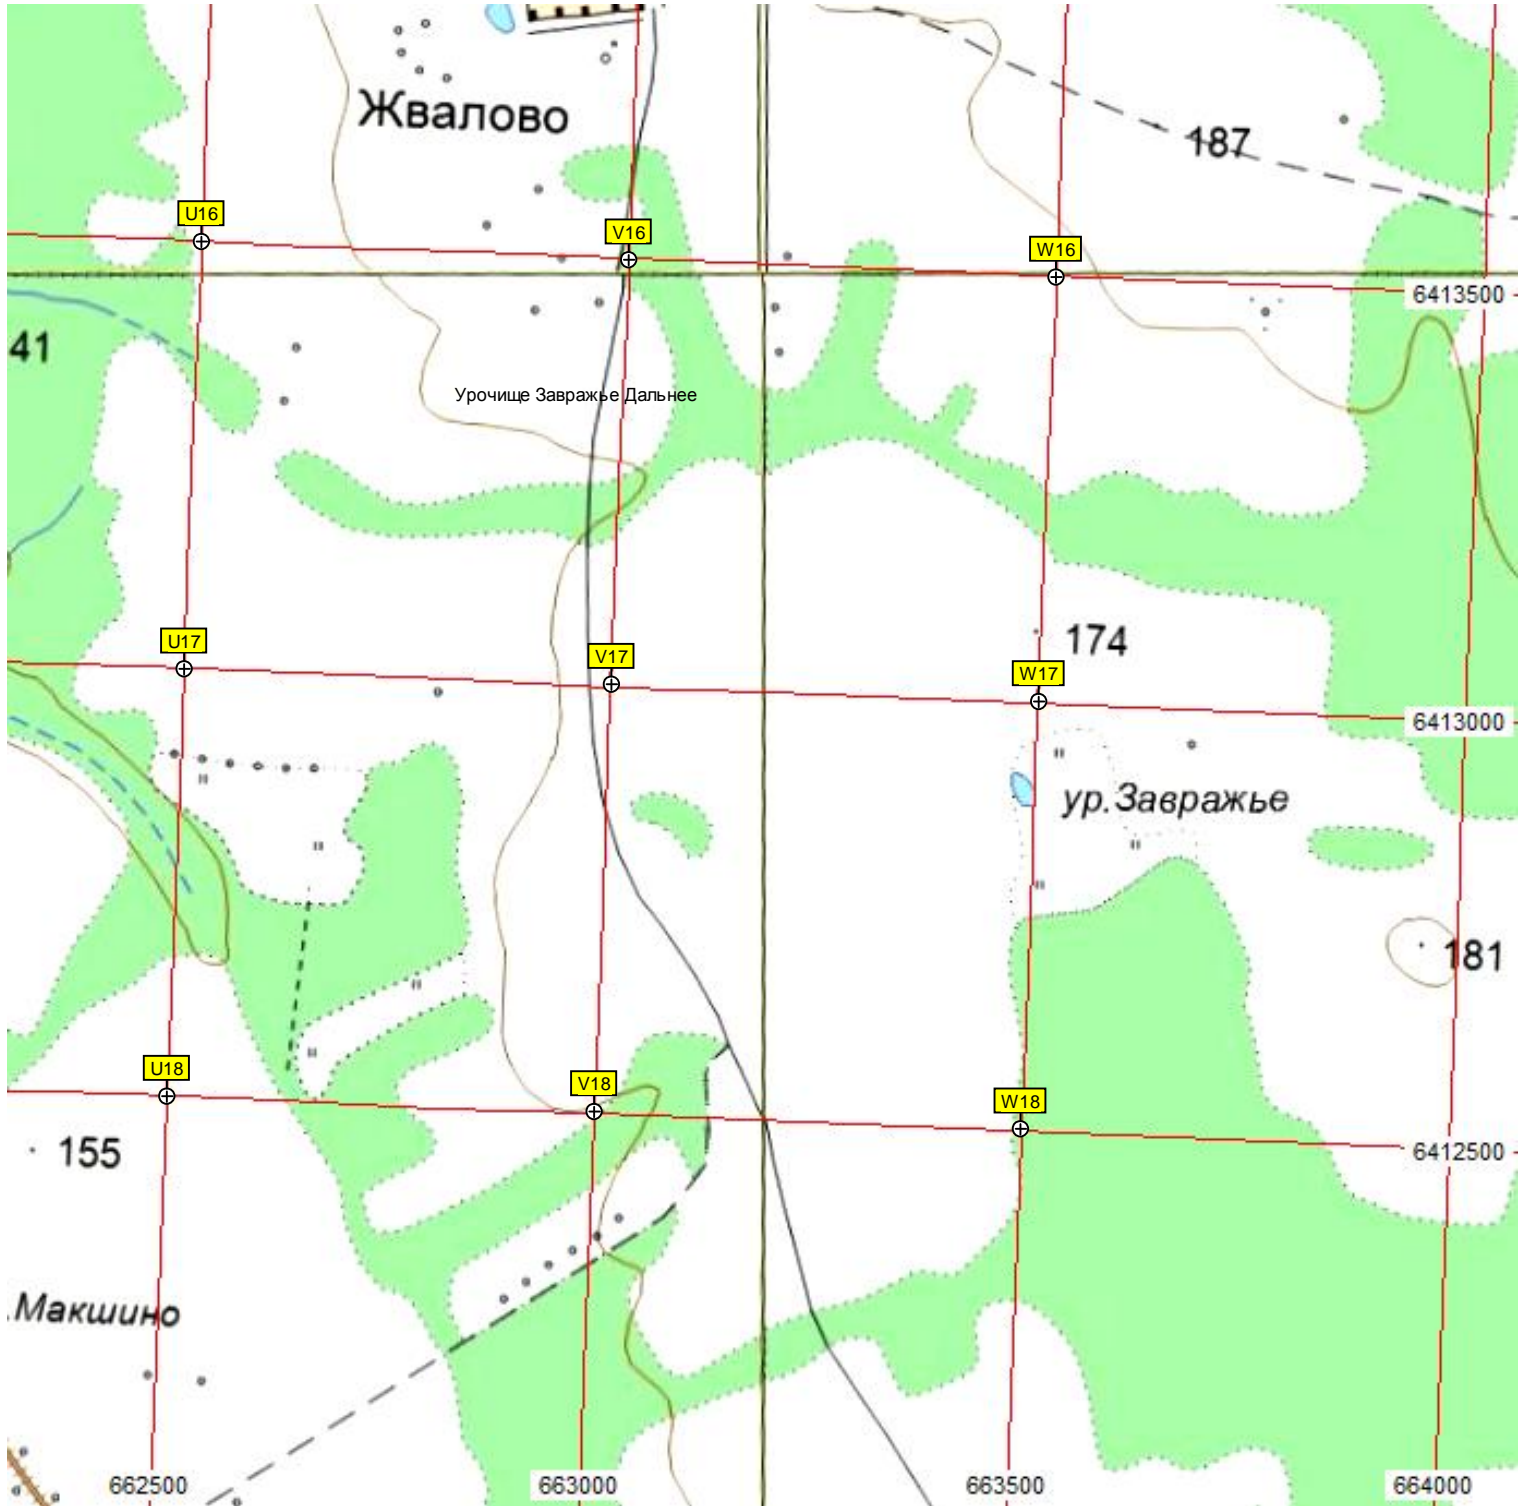 Жвалово
187
U16
V16
W16
6413500
41
Урочище Завражье Дальнее
174
U17
V17
W17
6413000
ур.Завражье
181
U18
V18
W18
6412500
155
.Макшино
662500
663000
663500
664000